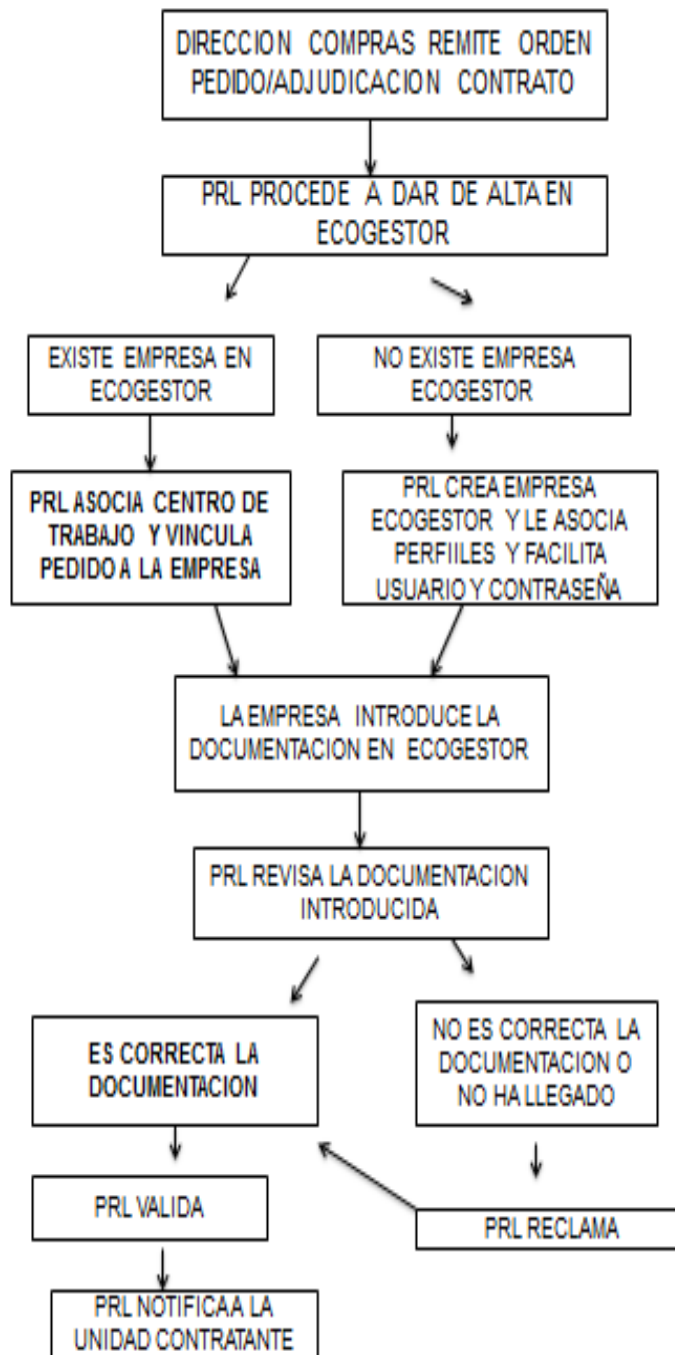 DIRECCION COMPRAS REMITE ORDEN
PEDIDO/ADJUDICACION CONTRATO
PRL PROCEDE A DAR DE ALTA EN
ECOGESTOR
EXISTE EMPRESA EN
ECOGESTOR
NO EXISTE EMPRESA
ECOGESTOR
PRL ASOCIA CENTRO DE
TRABAJO Y VINCULA
PEDIDO A LA EMPRESA
PRL CREA EMPRESA
ECOGESTOR Y LE ASOCIA
PERFIILES Y FACILITA
USUARIO Y CONTRASEÑA
LA EMPRESA INTRODUCE LA
DOCUMENTACION EN ECOGESTOR
PRL REVISA LA DOCUMENTACION
INTRODUCIDA
ES CORRECTA LA
DOCUMENTACION
NO ES CORRECTA LA
DOCUMENTACION O
NO HA LLEGADO
PRL VALIDA
PRL RECLAMA
PRL NOTIFICA A LA
UNIDAD CONTRATANTE